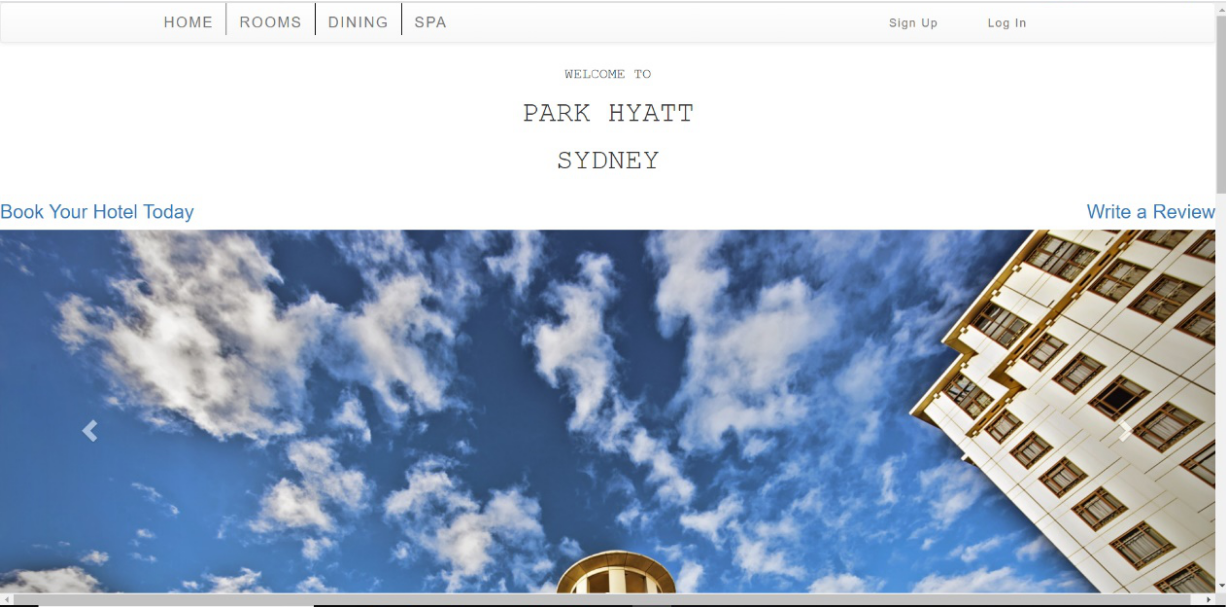 HOME ROOMS DINING SPA Sign Up Log In
WELCOME TO
PARK HYATT
SYDNEY
Book Your Hotel Today Write a Review